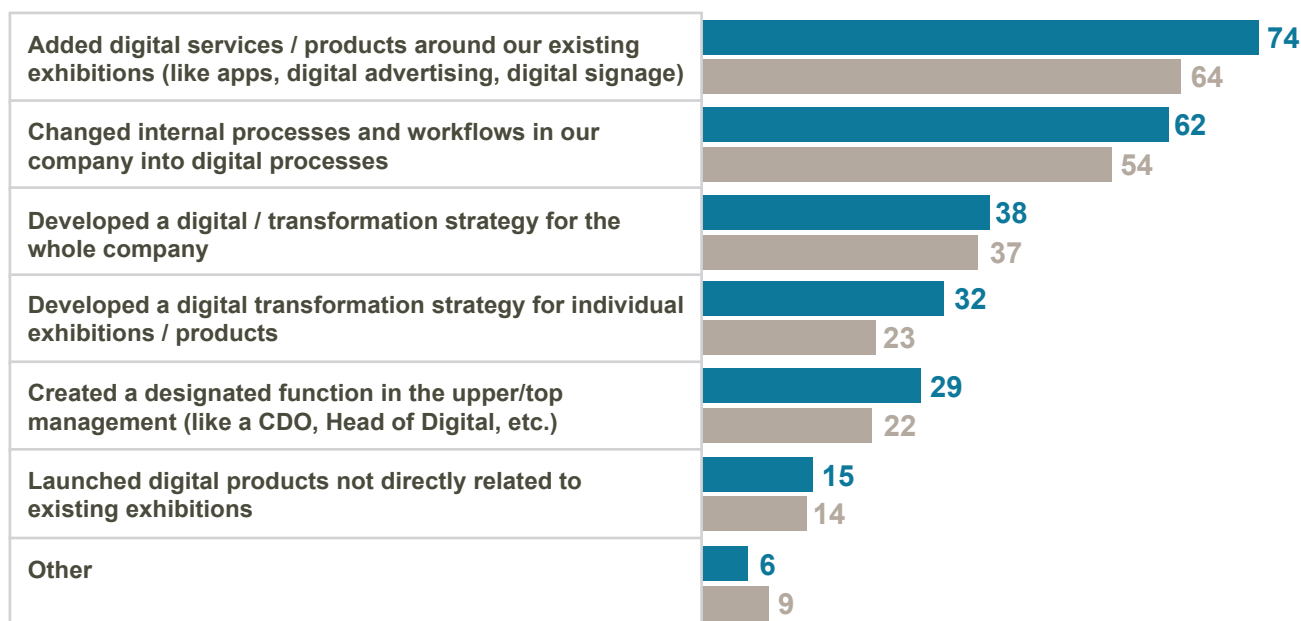 Added digital services / products around our existing
exhibitions (like apps, digital advertising, digital signage)
74
64
Changed internal processes and workflows in our
company into digital processes
62
54
Developed a digital / transformation strategy for the
whole company
38
37
Developed a digital transformation strategy for individual
exhibitions / products
32
23
Created a designated function in the upper/top
management (like a CDO, Head of Digital, etc.)
29
22
Launched digital products not directly related to
existing exhibitions
15
14
Other
6
9